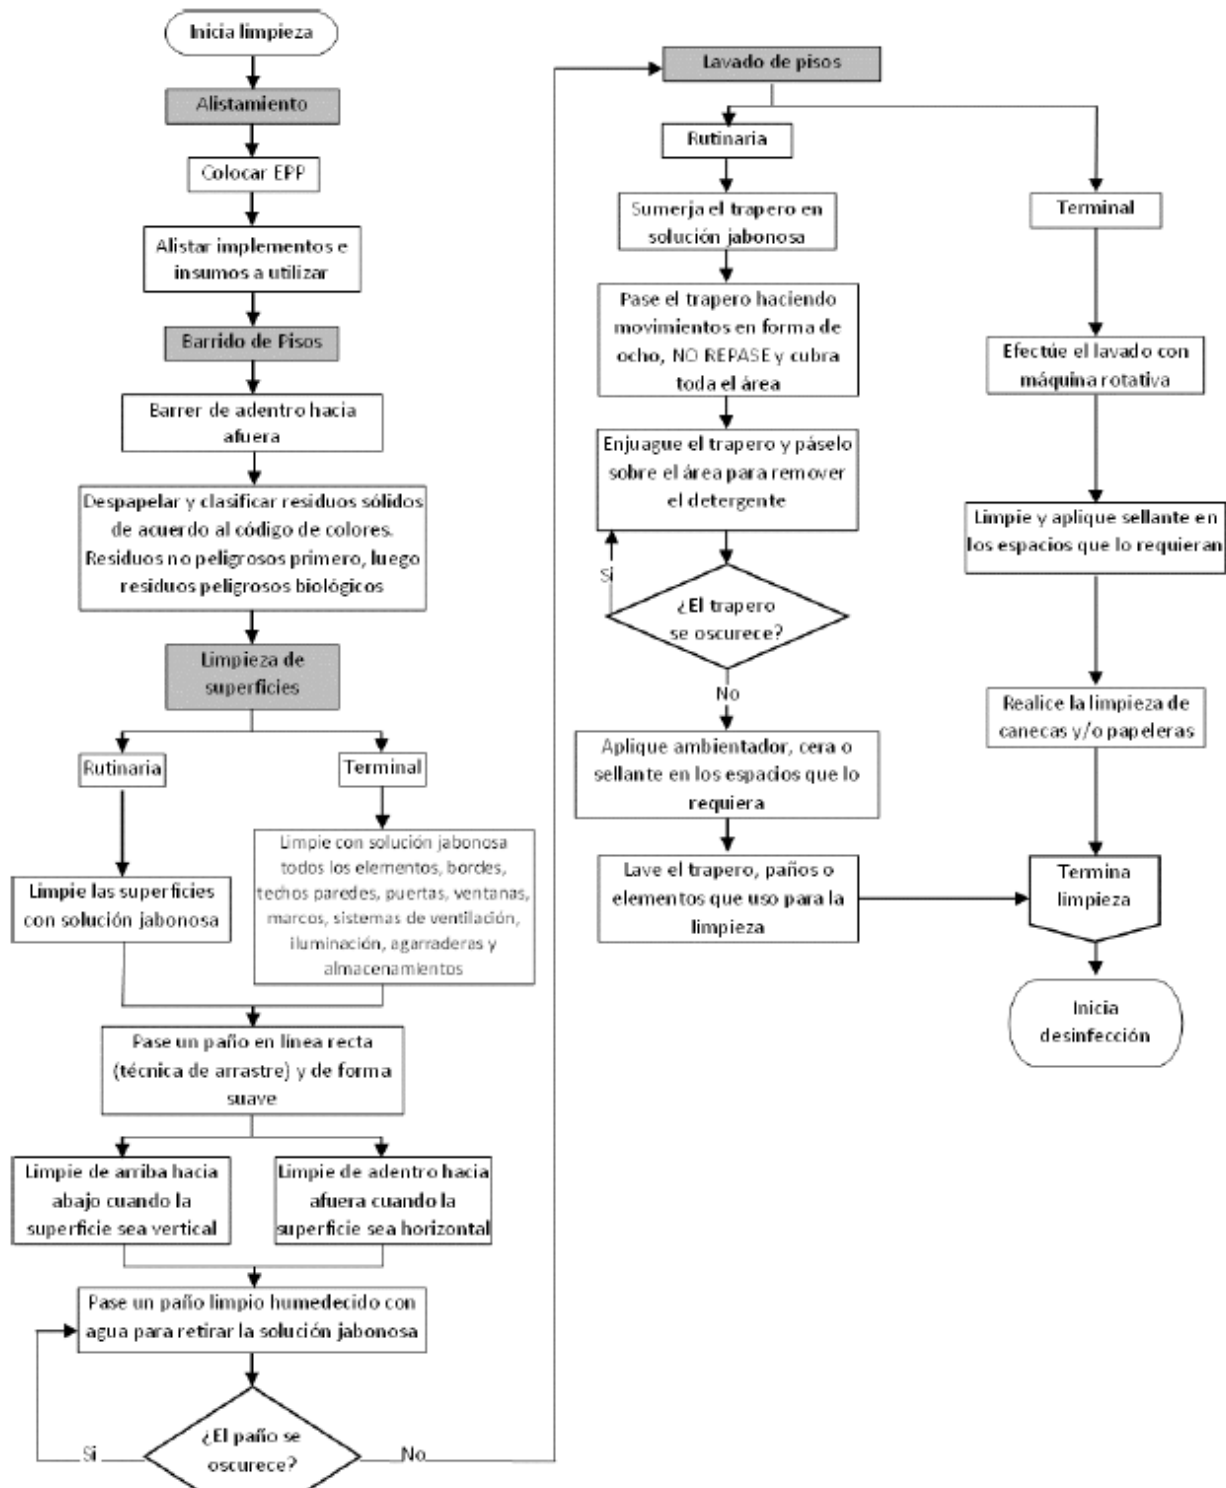 Inicia limpieza
Alistamiento
Colocar EPP
Alistar implementos e
insumos a utilizar
Barrido de Pisos
Barrer de adentro hacia
afuera
Despapelar y clasificar residuos sólidos
de acuerdo al código de colores.
Residuos no peligrosos primero, luego
residuos peligrosos biológicos
Limpieza de
superficies
Rutinaria
Terminal
Limpie las superficies
con solución jabonosa
Limpie con solución jabonosa
todos los elementos, bordes,
techos paredes, puertas, ventanas,
marcos, sistemas de ventilación,
iluminación, agarraderas y
almacenamientos
Pase un paño en línea recta
(técnica de arrastre) y de forma
suave
Limpie de arriba hacia
abajo cuando la
superficie sea vertical
Limpie de adentro hacia
afuera cuando la
superficie sea horizontal
Pase un paño limpio humedecido con
agua para retirar la solución jabonosa
¿El paño se
oscurece?
Si
No
Lavado de pisos
Rutinaria
Sumerja el trapero en
solución jabonosa
Pase el trapero haciendo
movimientos en forma de
ocho, NO REPASE y cubra
toda el área
Enjuague el trapero y páselo
sobre el área para remover
el detergente
Si
¿El trapero
se oscurece?
No
Aplique ambientador, cera o
sellante en los espacios que lo
requiera
Lave el trapero, paños o
elementos que uso para la
limpieza
Terminal
Efectúe el lavado con
máquina rotativa
Limpie y aplique sellante en
los espacios que lo requieran
Realice la limpieza de
canecas y/o papeleras
Termina
limpieza
Inicia
desinfección